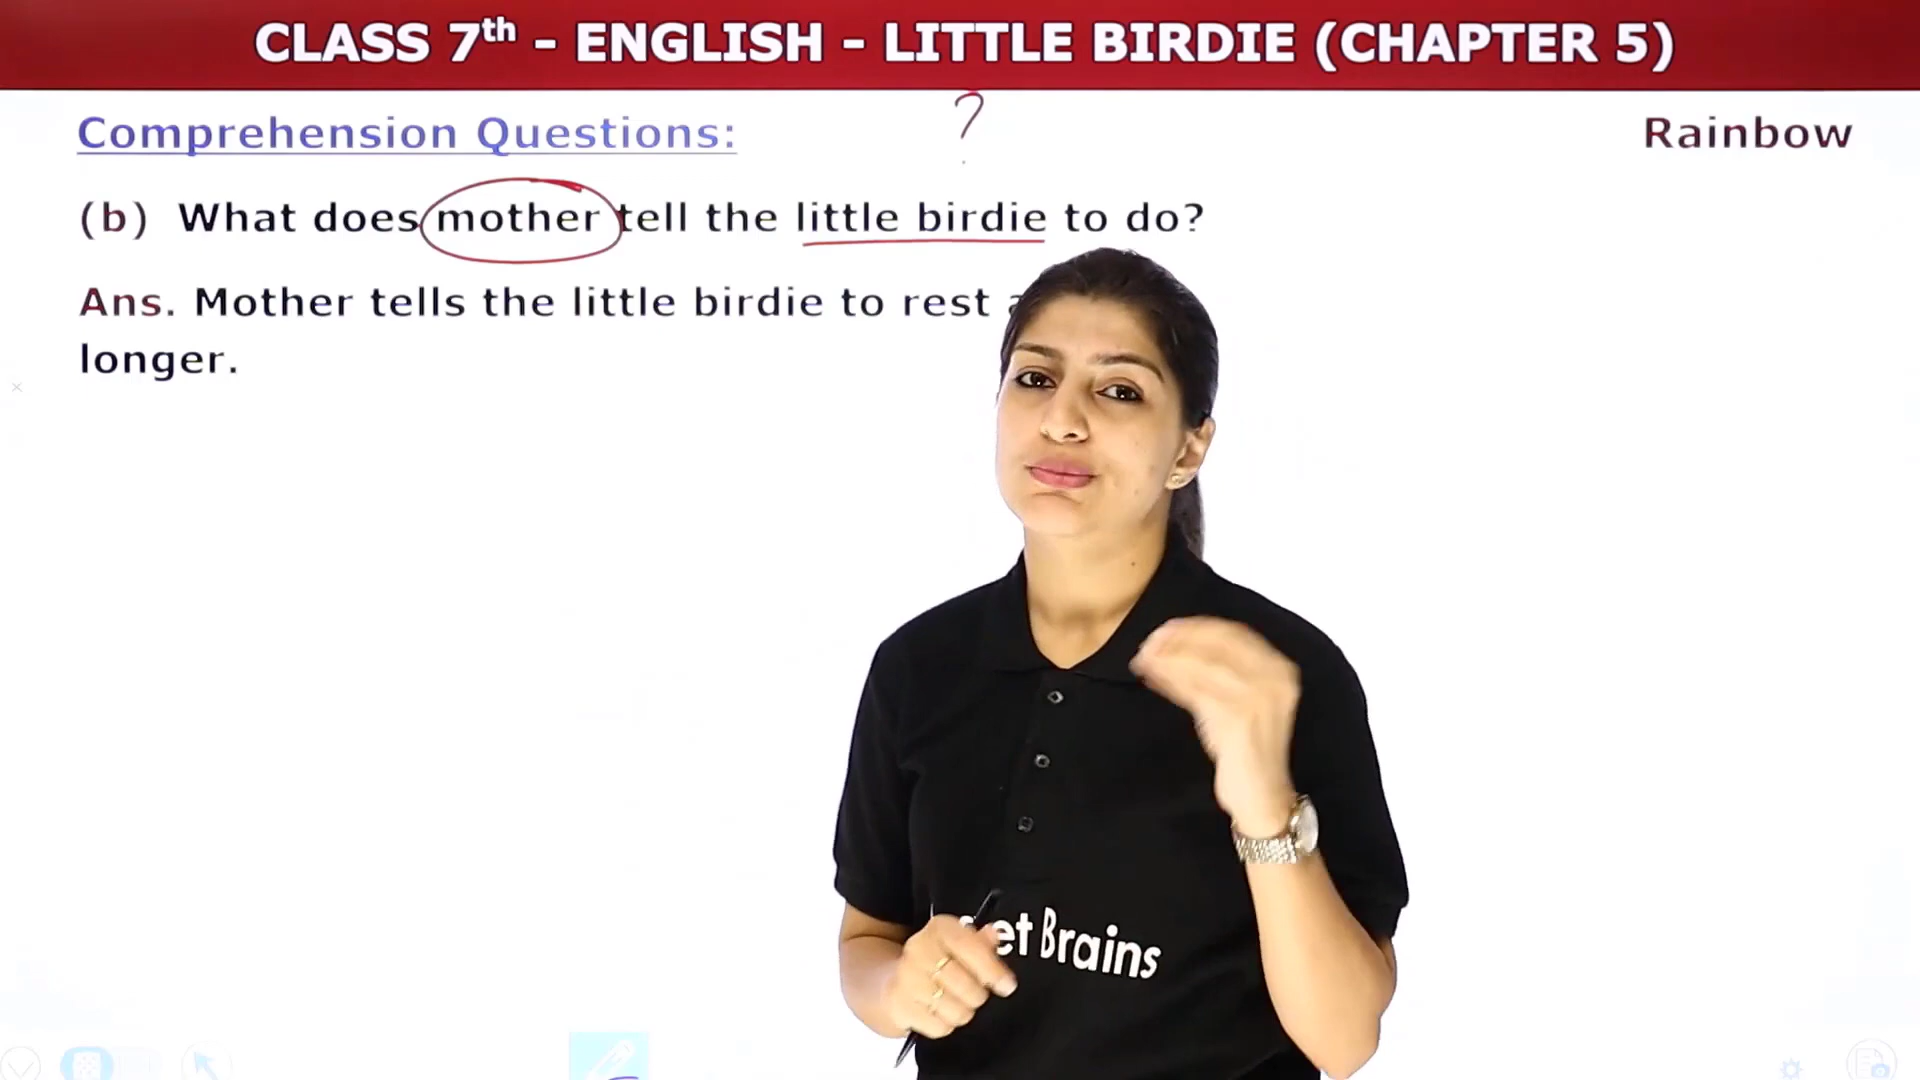 CLASS 7th - ENGLISH - LITTLE BIRDIE (CHAPTER 5)
?
Comprehension Questions:
Rainbow
(b) What does mother tell the little birdie to do?
Ans. Mother tells the little birdie to rest
longer.
Brains